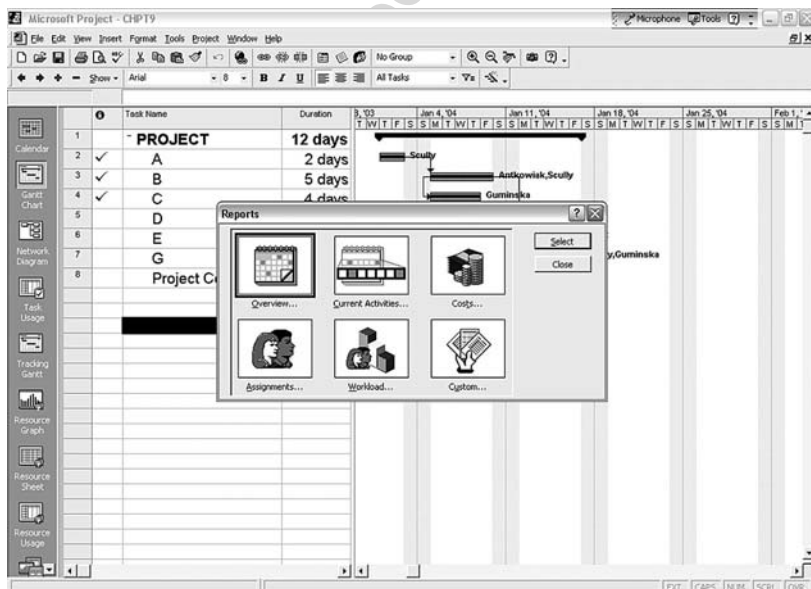 Microsoft Project - CHPT9
Microphone Tools
File Edit View Insert Format Tools Project Window Help
No Group
Show Arial 8 B I U All Tasks
Task Name Duration 3, '03 Jan 4, '04 Jan 11, '04 Jan 18, '04 Jan 25, '04 Feb 1, '
T W T F S S M T W T F S S M T W T F S S M T W T F S S M T W T F S S M
Calendar
Gantt Chart
Network Diagram
Task Usage
Tracking Gantt
Resource Graph
Resource Sheet
Resource Usage
1 PROJECT 12 days
2 A 2 days Scully
3 B 5 days Antkowiak,Scully
4 C 4 days Guminska
5 D
6 E
7 G y,Guminska
8 Project C
Reports
Select
Close
Overview...
Current Activities...
Costs...
Assignments...
Workload...
Custom...
EXT CAPS NUM SCRL OVR